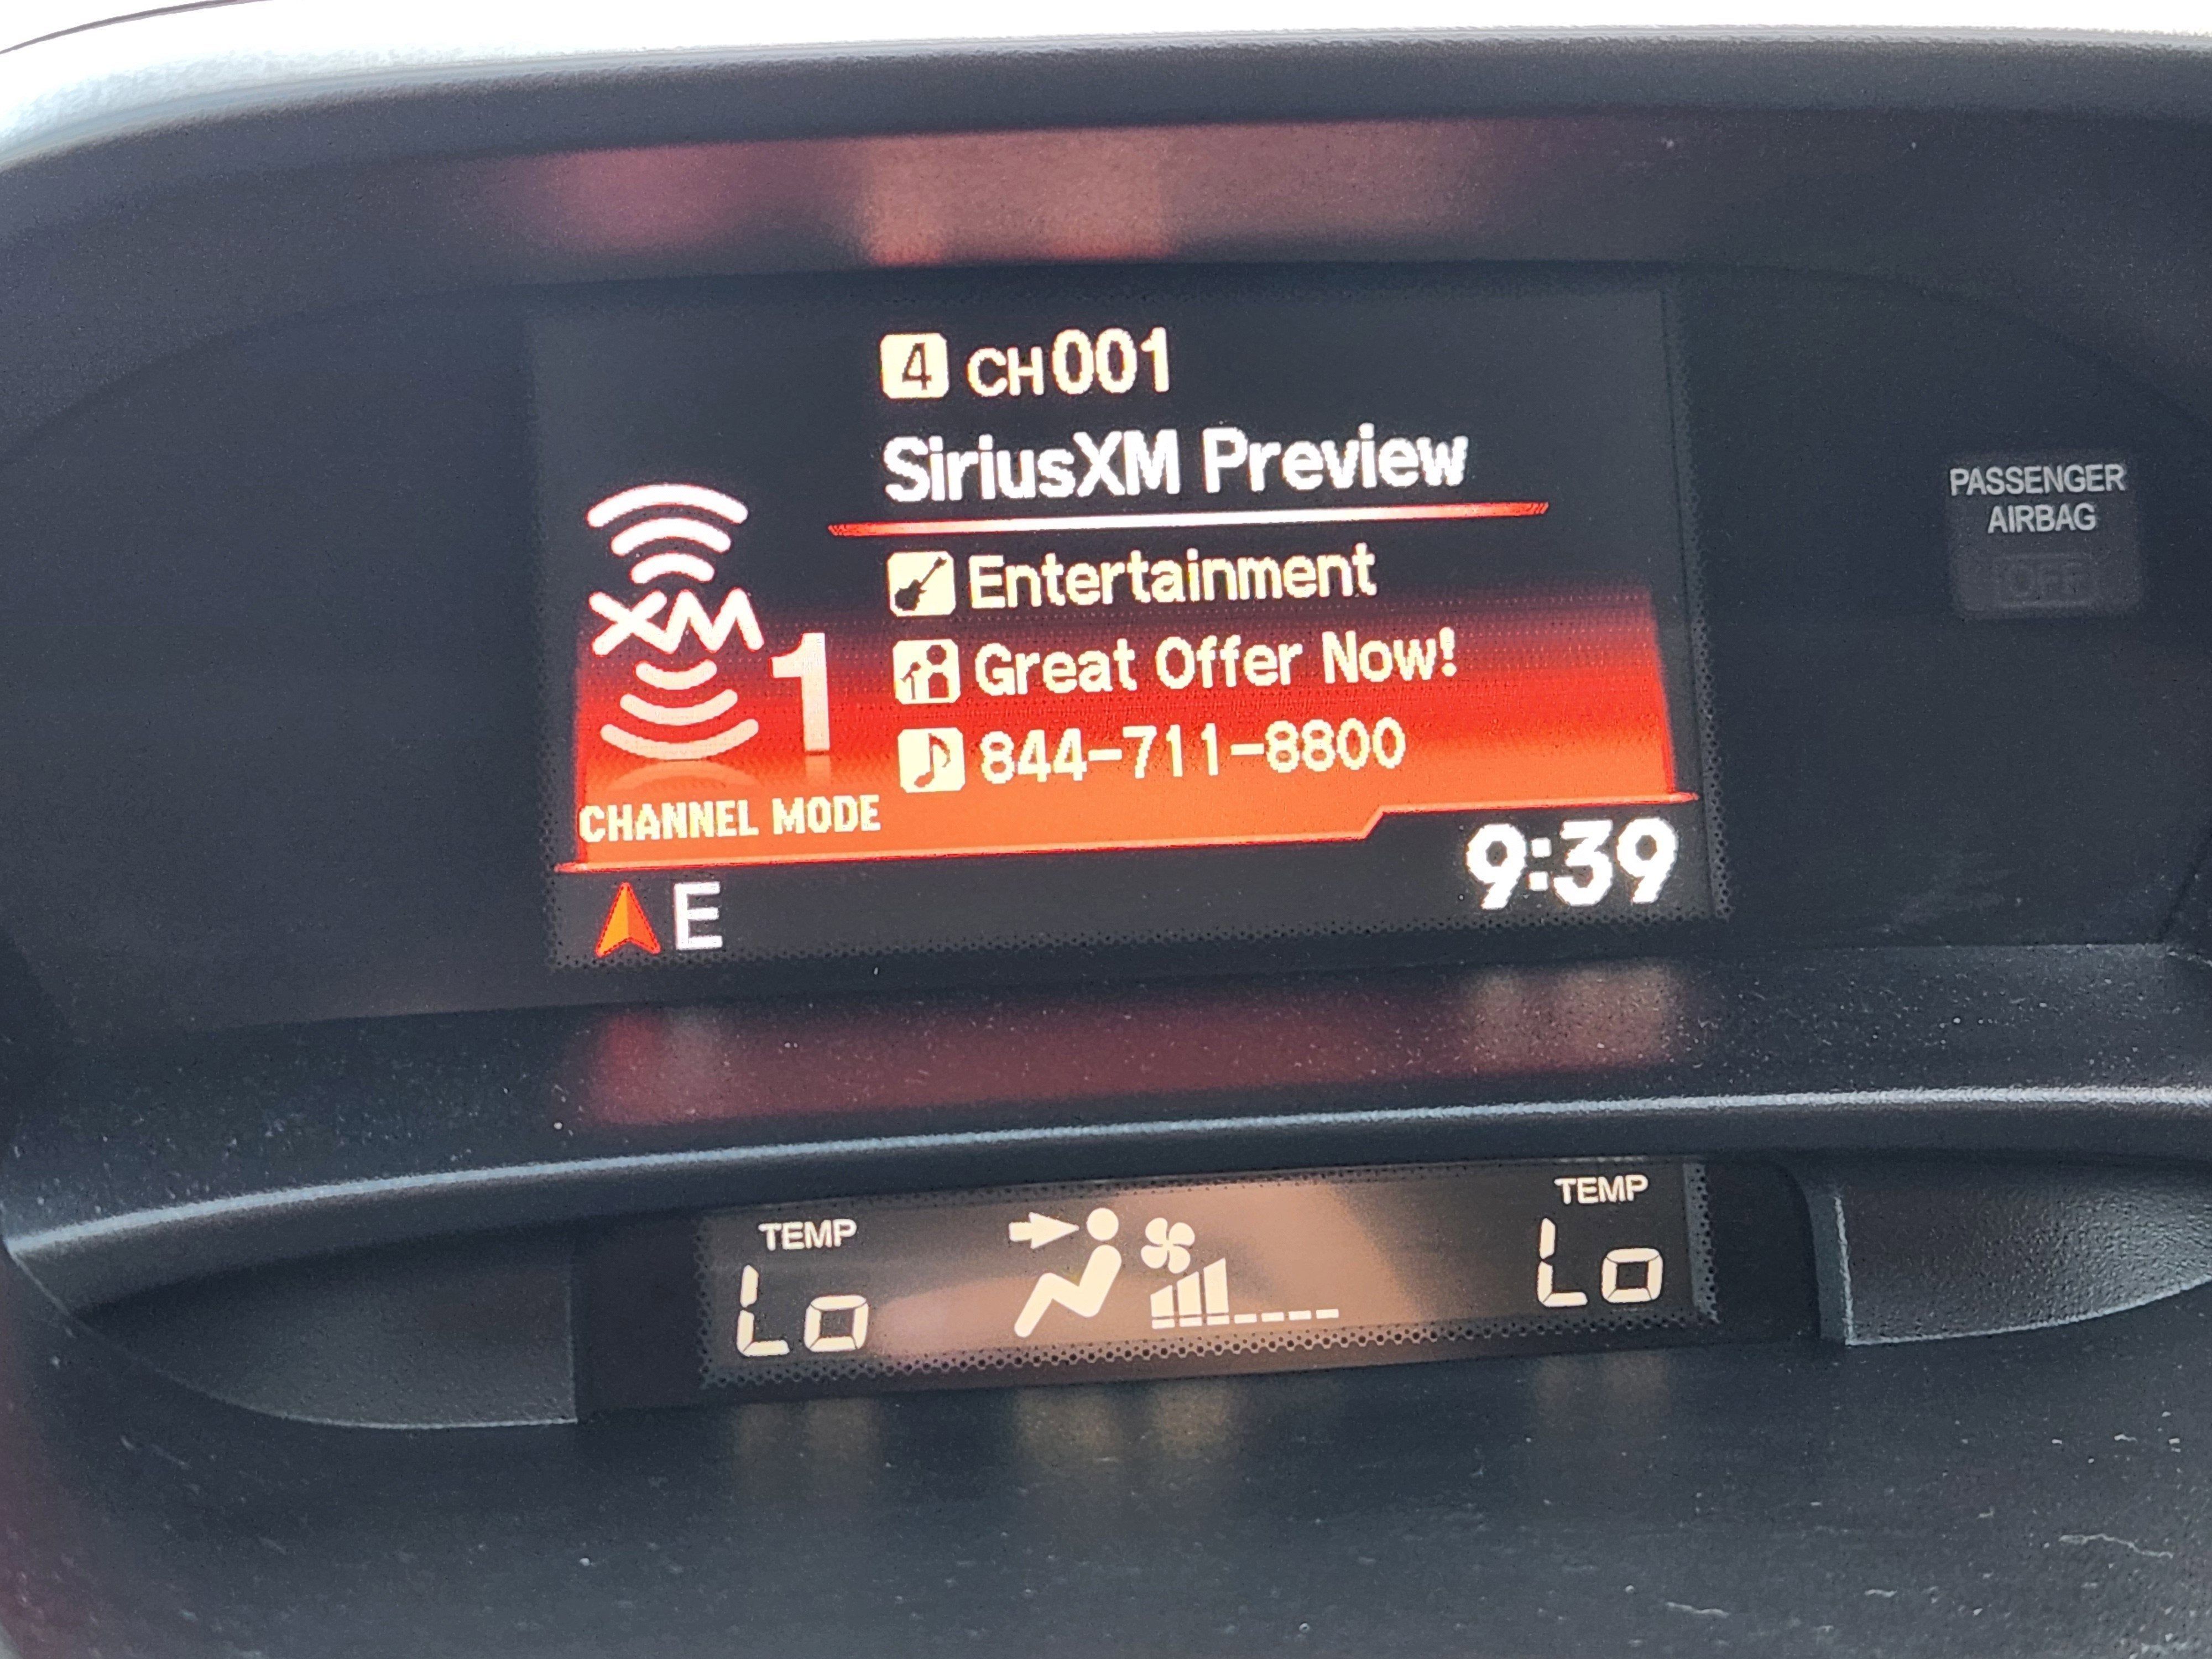 4 CH001
SiriusXM Preview
XM 1
Entertainment
Great Offer Now!
844-711-8800
CHANNEL MODE
E
9:39
PASSENGER
AIRBAG
OFF
TEMP
Lo
TEMP
Lo